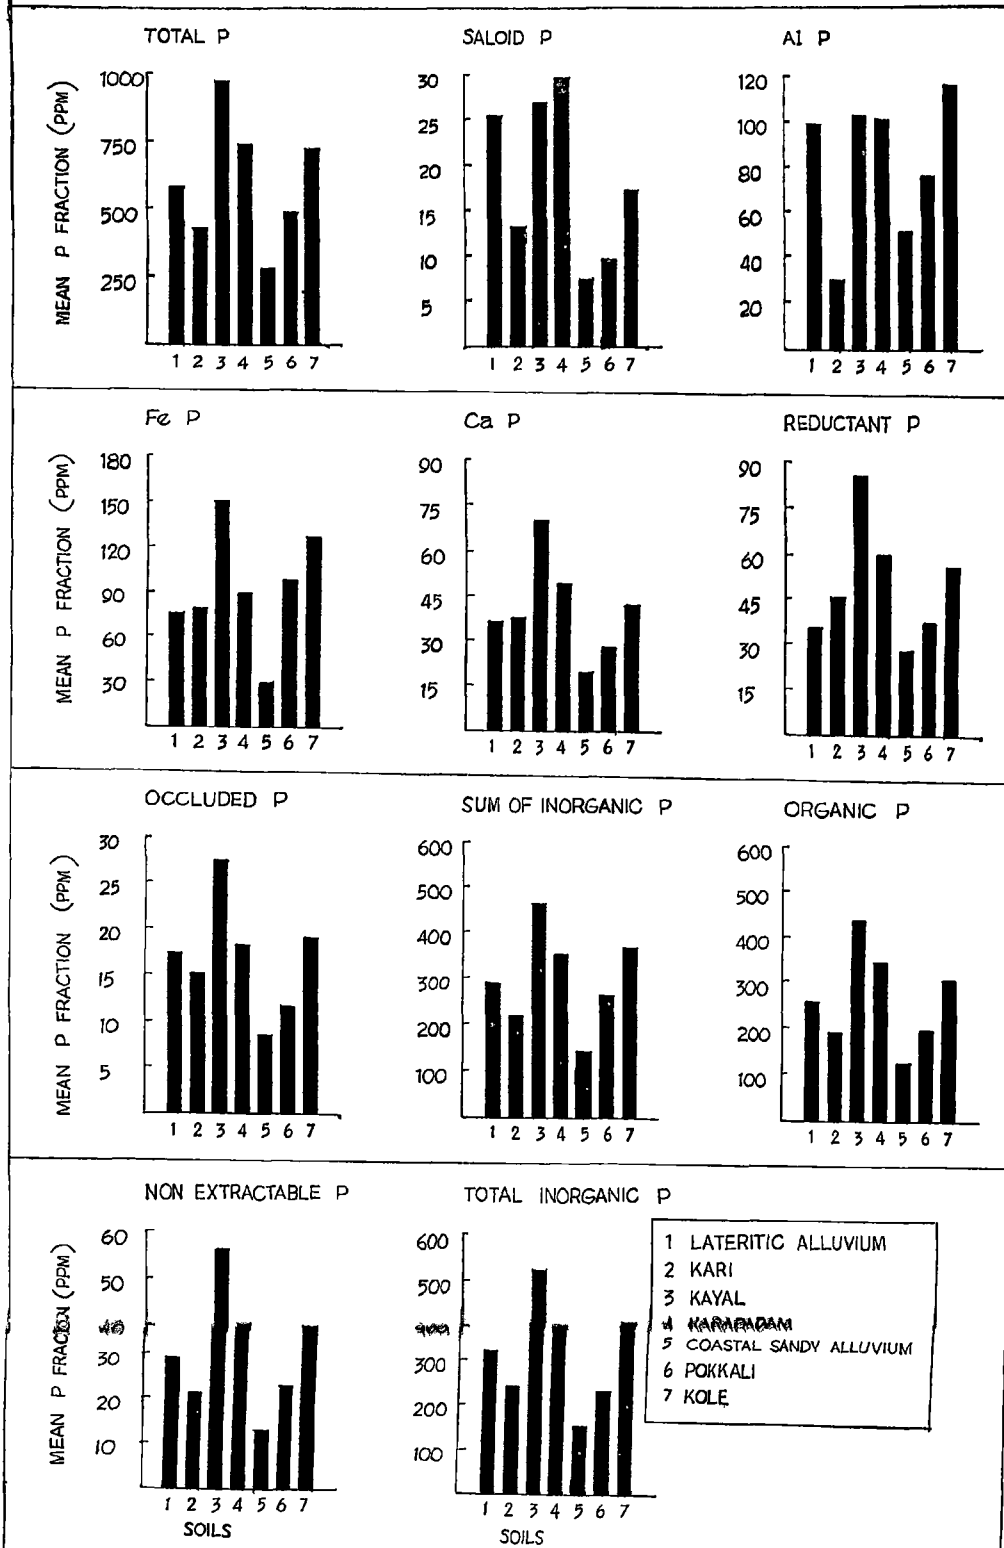 TOTAL P
SALOID P
Al P
MEAN P FRACTION (PPM)
1000
750
500
250
1 2 3 4 5 6 7
30
25
20
15
10
5
1 2 3 4 5 6 7
120
100
80
60
40
20
1 2 3 4 5 6 7
Fe P
Ca P
REDUCTANT P
MEAN P FRACTION (PPM)
180
150
120
90
60
30
1 2 3 4 5 6 7
90
75
60
45
30
15
1 2 3 4 5 6 7
90
75
60
45
30
15
1 2 3 4 5 6 7
OCCLUDED P
SUM OF INORGANIC P
ORGANIC P
MEAN P FRACTION (PPM)
30
25
20
15
10
5
1 2 3 4 5 6 7
600
500
400
300
200
100
1 2 3 4 5 6 7
600
500
400
300
200
100
1 2 3 4 5 6 7
NON EXTRACTABLE P
TOTAL INORGANIC P
MEAN P FRACTION (PPM)
60
50
40
30
20
10
1 2 3 4 5 6 7
SOILS
600
500
400
300
200
100
1 2 3 4 5 6 7
SOILS
1 LATERITIC ALLUVIUM
2 KARI
3 KAYAL
4 KARAPADAM
5 COASTAL SANDY ALLUVIUM
6 POKKALI
7 KOLE